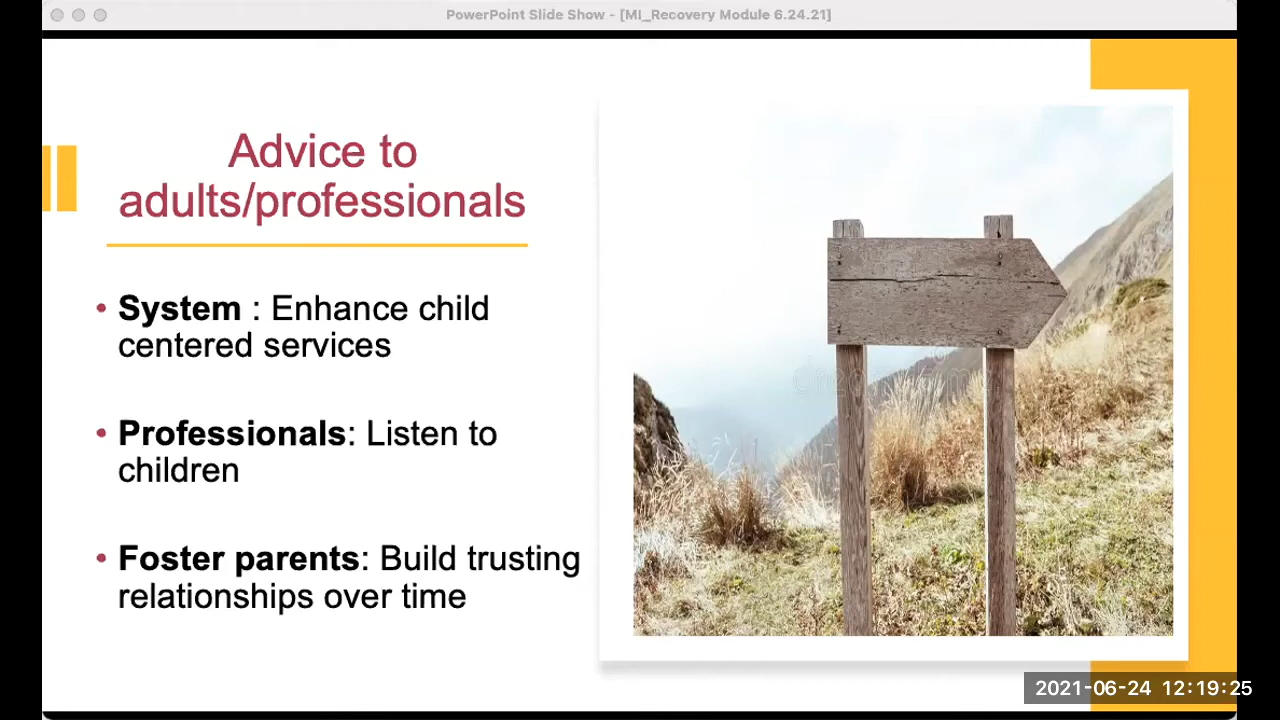 PowerPoint Slide Show - [MI_Recovery Module 6.24.21]
Advice to
adults/professionals
• System : Enhance child
centered services
• Professionals: Listen to
children
• Foster parents: Build trusting
relationships over time
2021-06-24 12:19:25